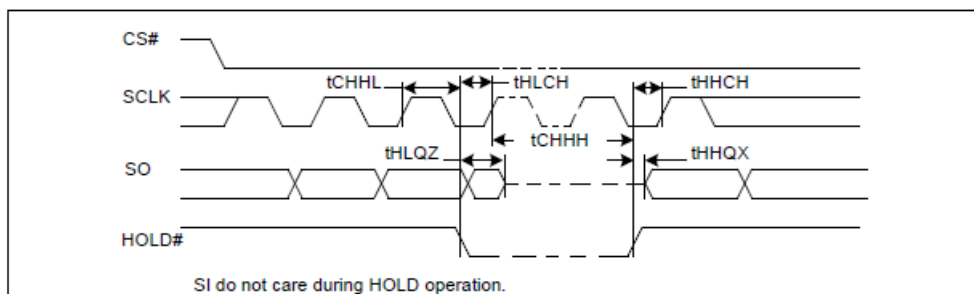 CS#
tCHHL tHLCH tHHCH
SCLK
tCHHH
tHLQZ tHHQX
SO
HOLD#
SI do not care during HOLD operation.